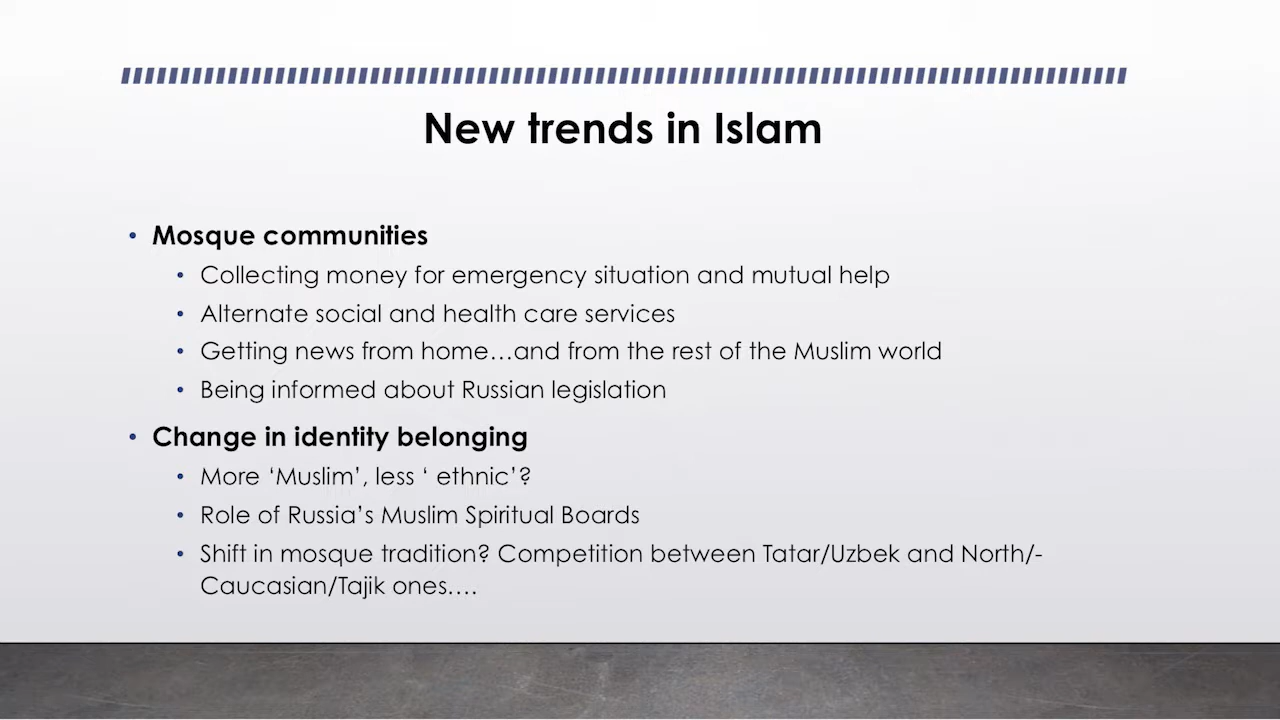 New trends in Islam
• Mosque communities
• Collecting money for emergency situation and mutual help
• Alternate social and health care services
• Getting news from home…and from the rest of the Muslim world
• Being informed about Russian legislation
• Change in identity belonging
• More ‘Muslim’, less ‘ ethnic’?
• Role of Russia’s Muslim Spiritual Boards
• Shift in mosque tradition? Competition between Tatar/Uzbek and North/-
Caucasian/Tajik ones….